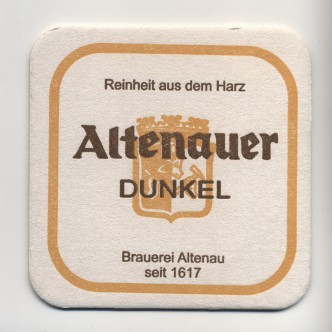 Reinheit aus dem Harz
Altenauer
DUNKEL
Brauerei Altenau
seit 1617